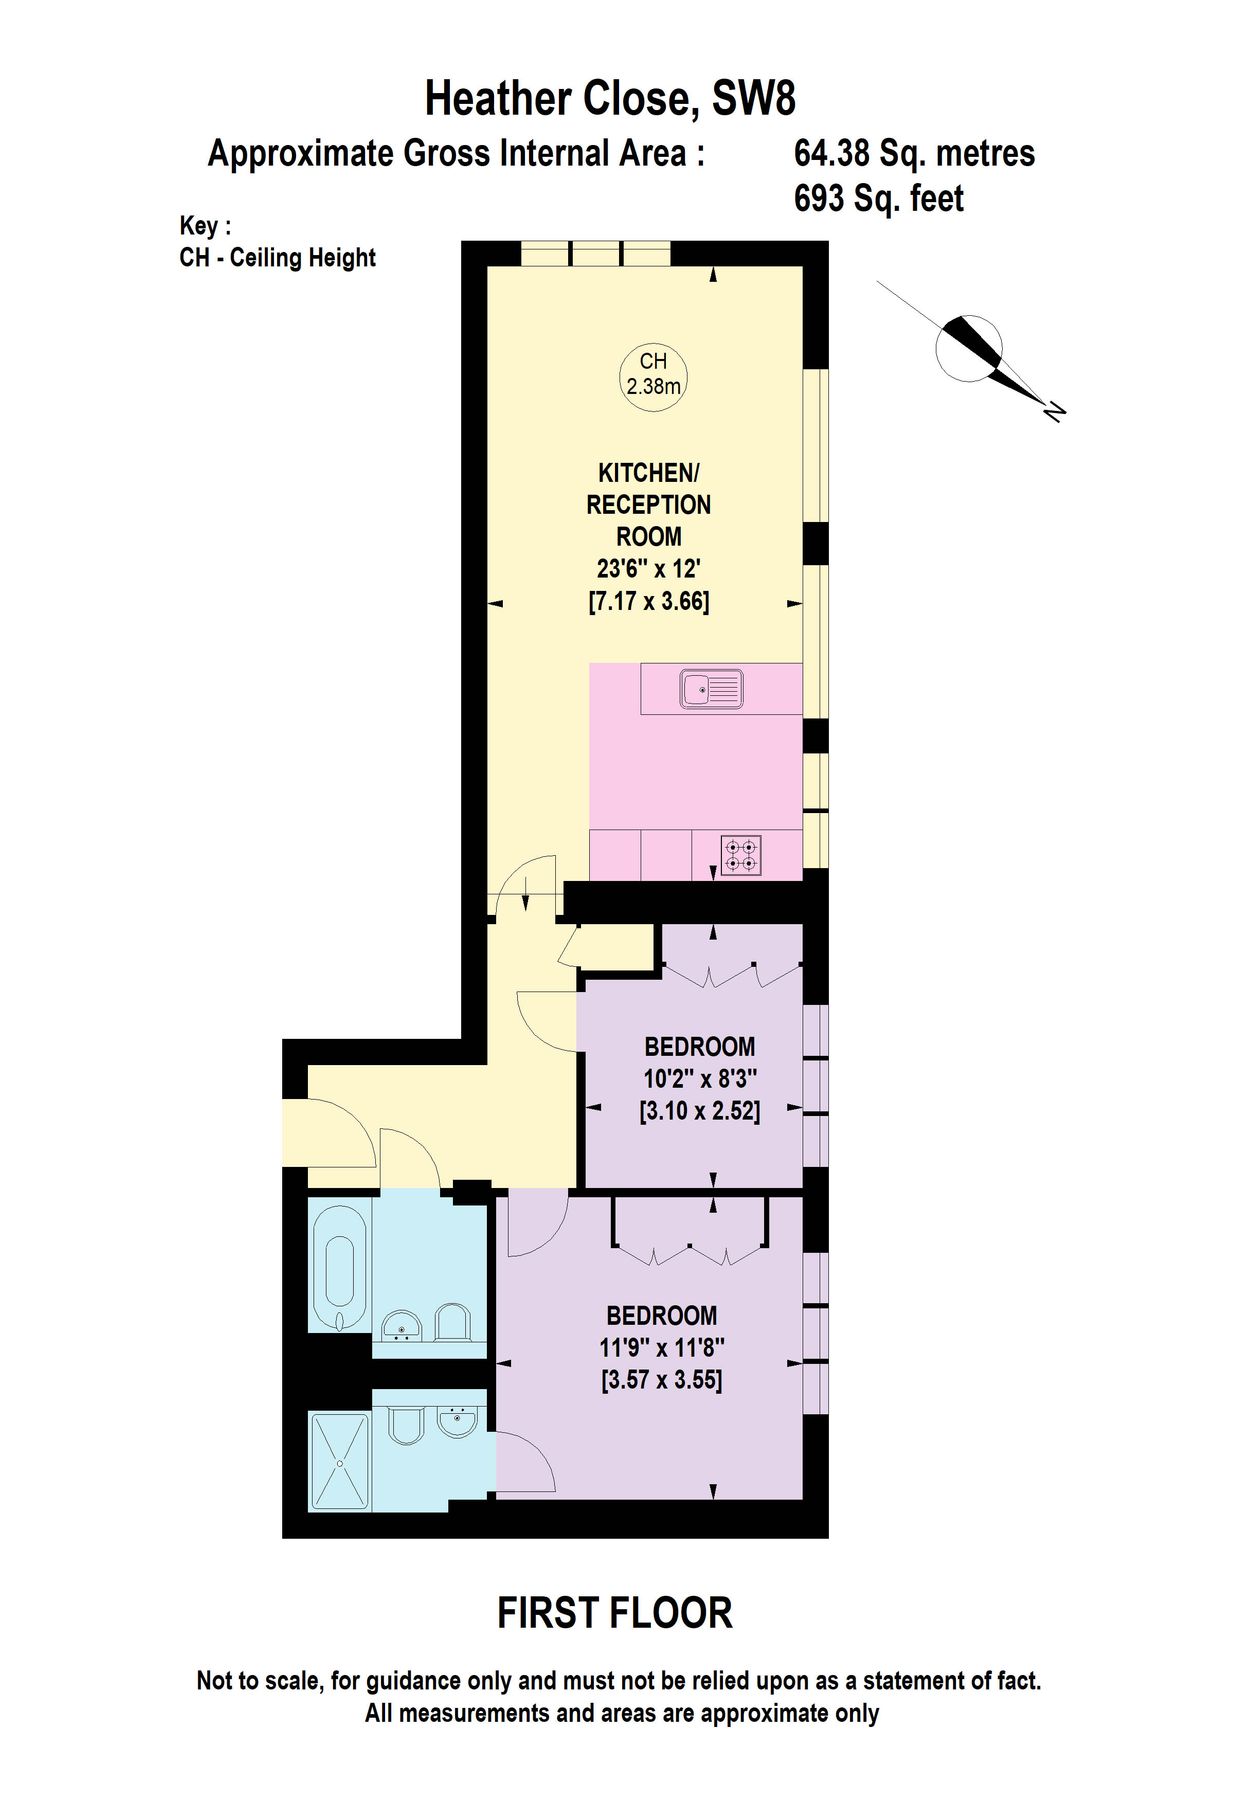 Heather Close, SW8
Approximate Gross Internal Area : 64.38 Sq. metres
693 Sq. feet
Key :
CH - Ceiling Height
CH
2.38m
N
KITCHEN/
RECEPTION
ROOM
23'6" x 12'
[7.17 x 3.66]
BEDROOM
10'2" x 8'3"
[3.10 x 2.52]
BEDROOM
11'9" x 11'8"
[3.57 x 3.55]
FIRST FLOOR
Not to scale, for guidance only and must not be relied upon as a statement of fact.
All measurements and areas are approximate only